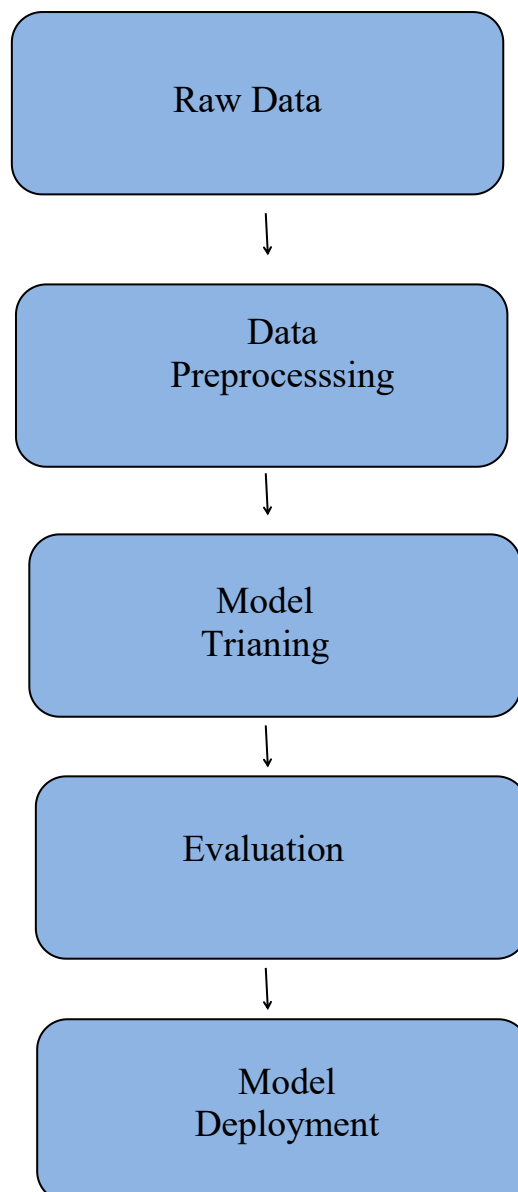 Raw Data
Data
Preprocesssing
Model
Trianing
Evaluation
Model
Deployment